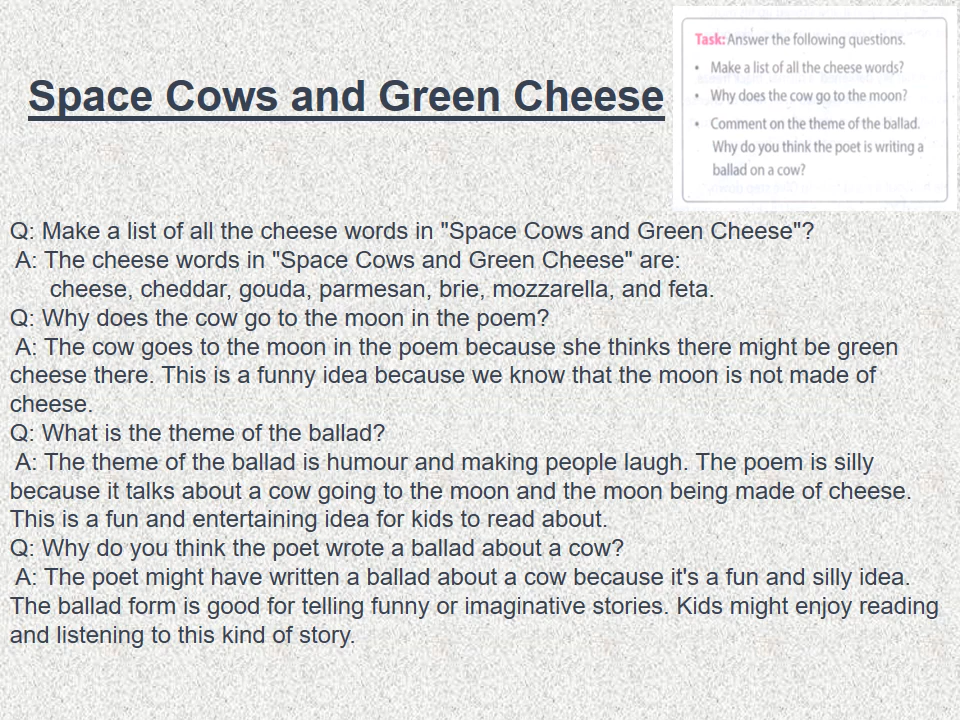 Space Cows and Green Cheese
Task: Answer the following questions.
• Make a list of all the cheese words?
• Why does the cow go to the moon?
• Comment on the theme of the ballad.
Why do you think the poet is writing a
ballad on a cow?
Q: Make a list of all the cheese words in "Space Cows and Green Cheese"?
A: The cheese words in "Space Cows and Green Cheese" are:
cheese, cheddar, gouda, parmesan, brie, mozzarella, and feta.
Q: Why does the cow go to the moon in the poem?
A: The cow goes to the moon in the poem because she thinks there might be green
cheese there. This is a funny idea because we know that the moon is not made of
cheese.
Q: What is the theme of the ballad?
A: The theme of the ballad is humour and making people laugh. The poem is silly
because it talks about a cow going to the moon and the moon being made of cheese.
This is a fun and entertaining idea for kids to read about.
Q: Why do you think the poet wrote a ballad about a cow?
A: The poet might have written a ballad about a cow because it's a fun and silly idea.
The ballad form is good for telling funny or imaginative stories. Kids might enjoy reading
and listening to this kind of story.